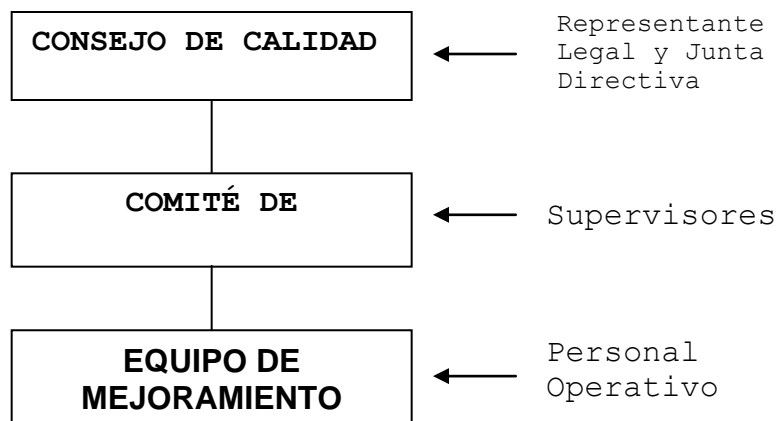 CONSEJO DE CALIDAD
Representante
Legal y Junta
Directiva
COMITÉ DE
Supervisores
EQUIPO DE
MEJORAMIENTO
Personal
Operativo